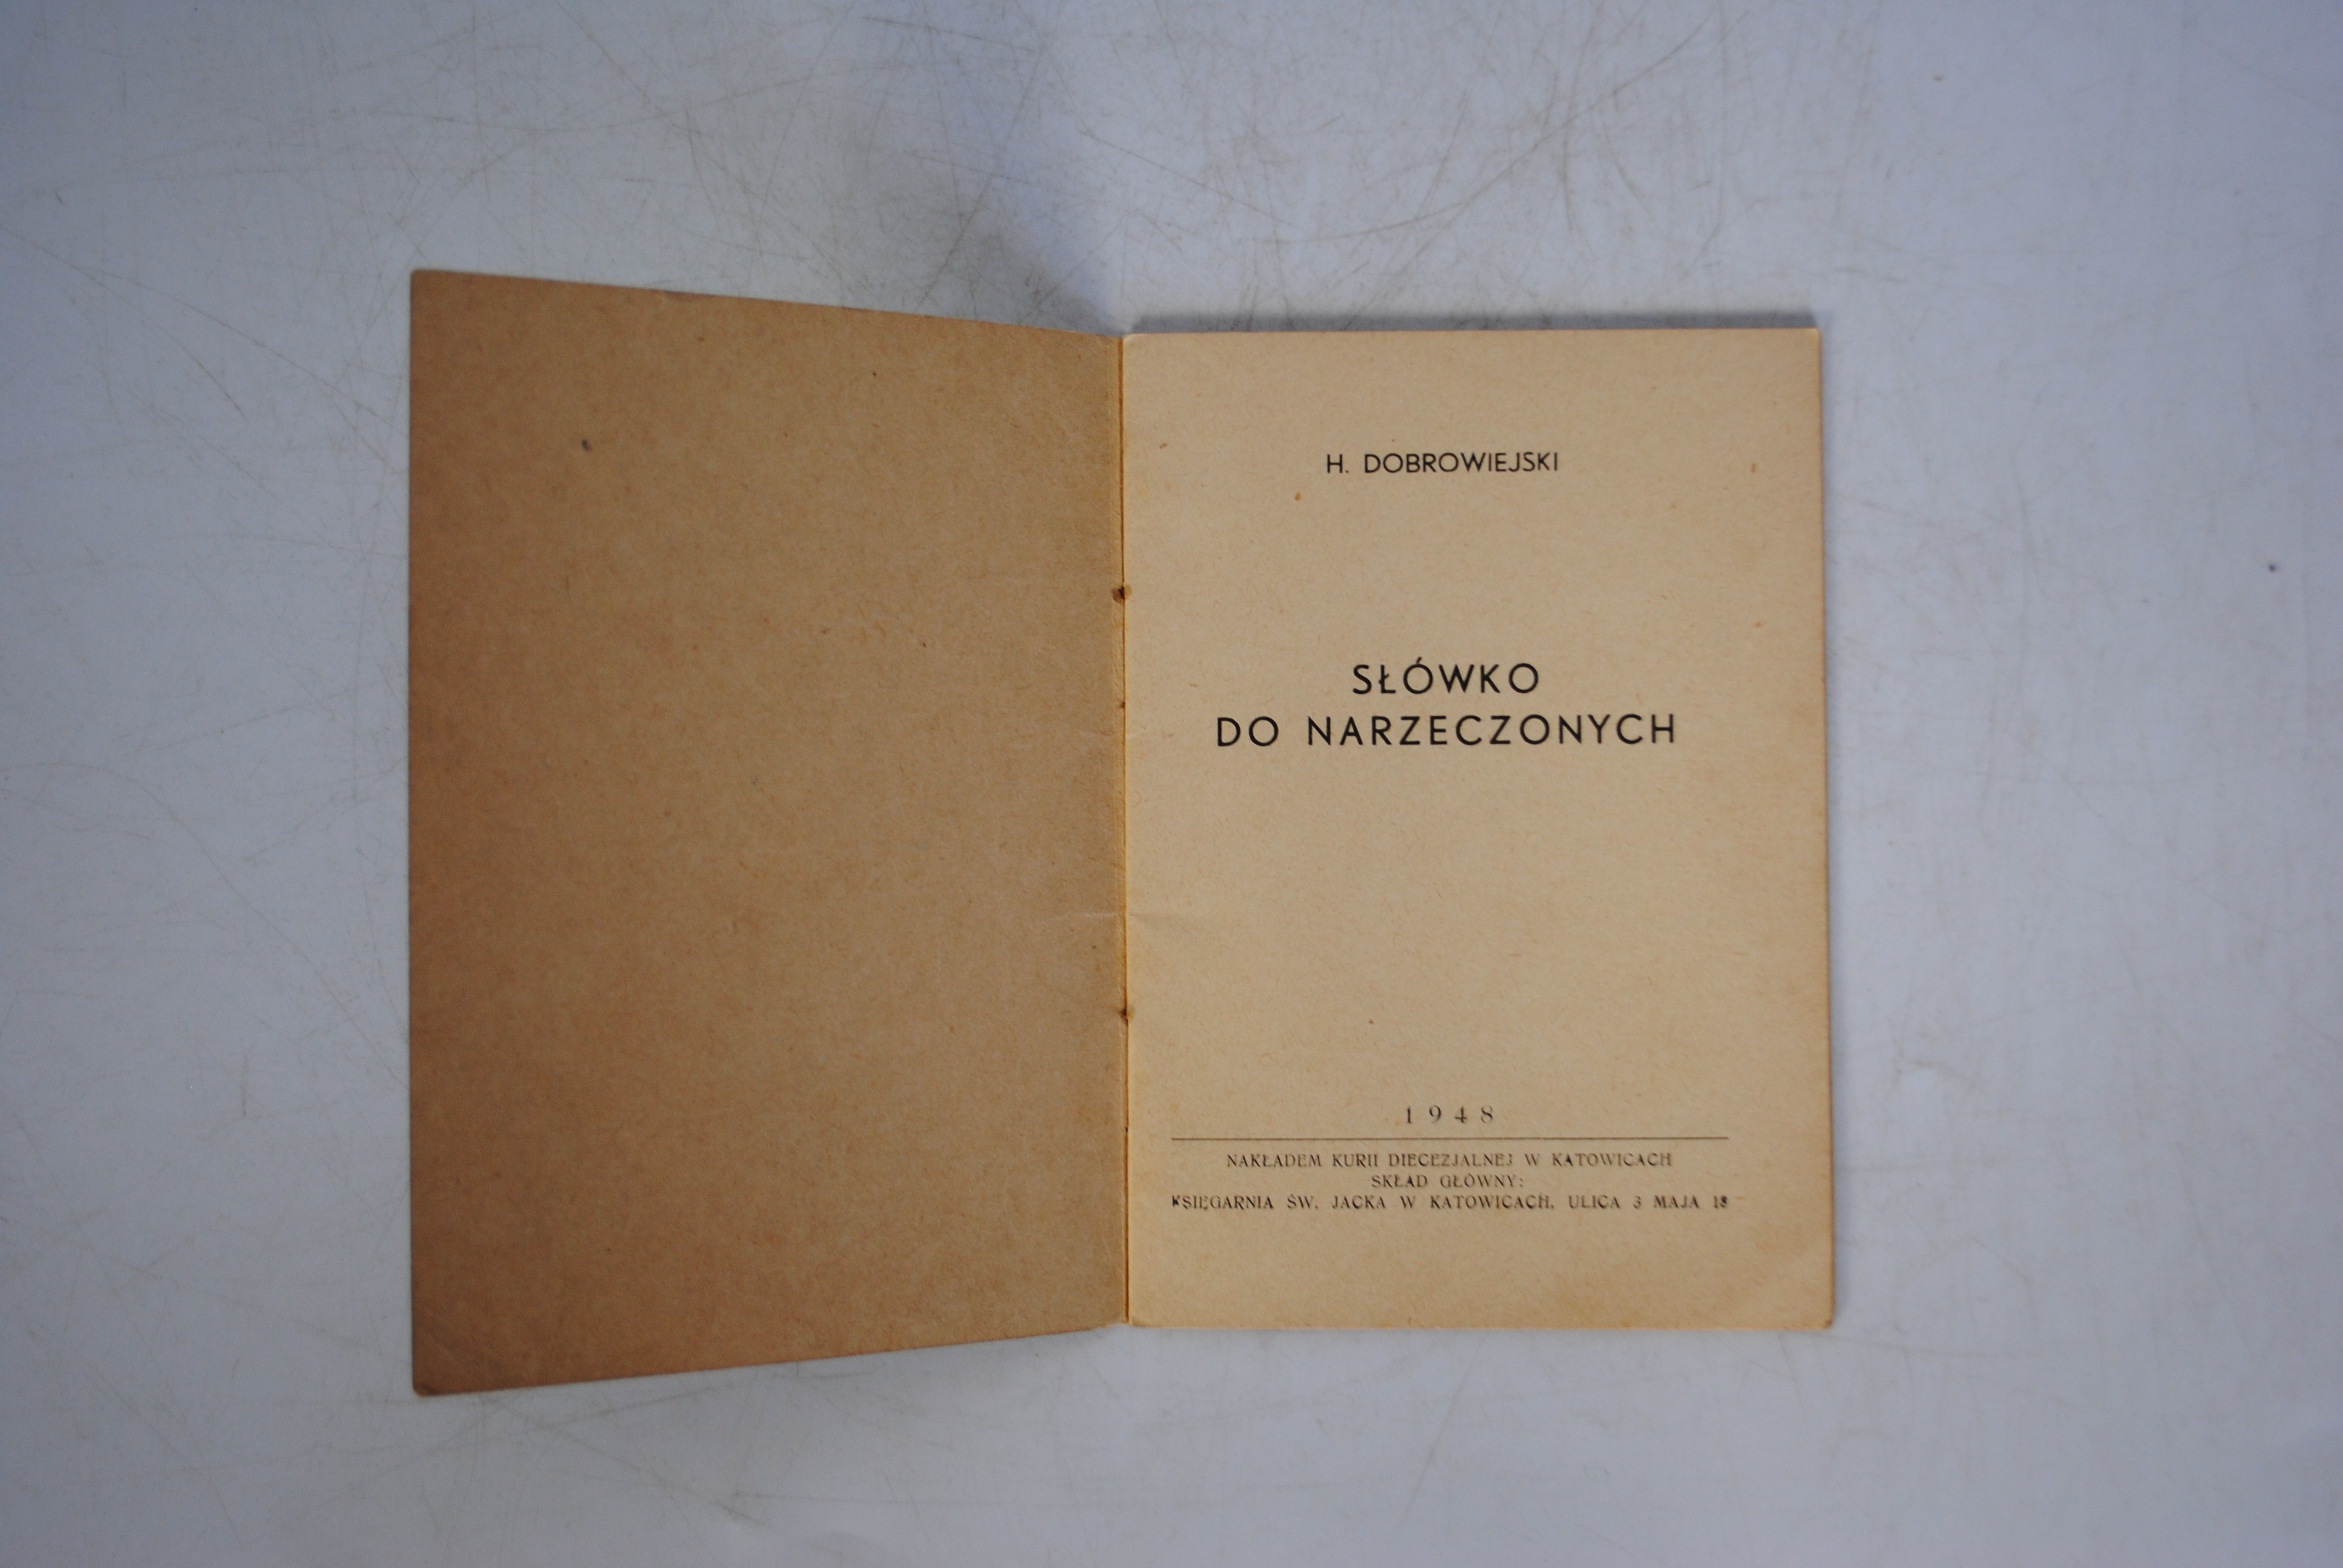 H. DOBROWIEJSKI
SŁÓWKO
DO NARZECZONYCH
1948
NAKŁADEM KURII DIECEZJALNEJ W KATOWICACH
SKŁAD GŁÓWNY:
KSIĘGARNIA ŚW. JACKA W KATOWICACH, ULICA 3 MAJA 18